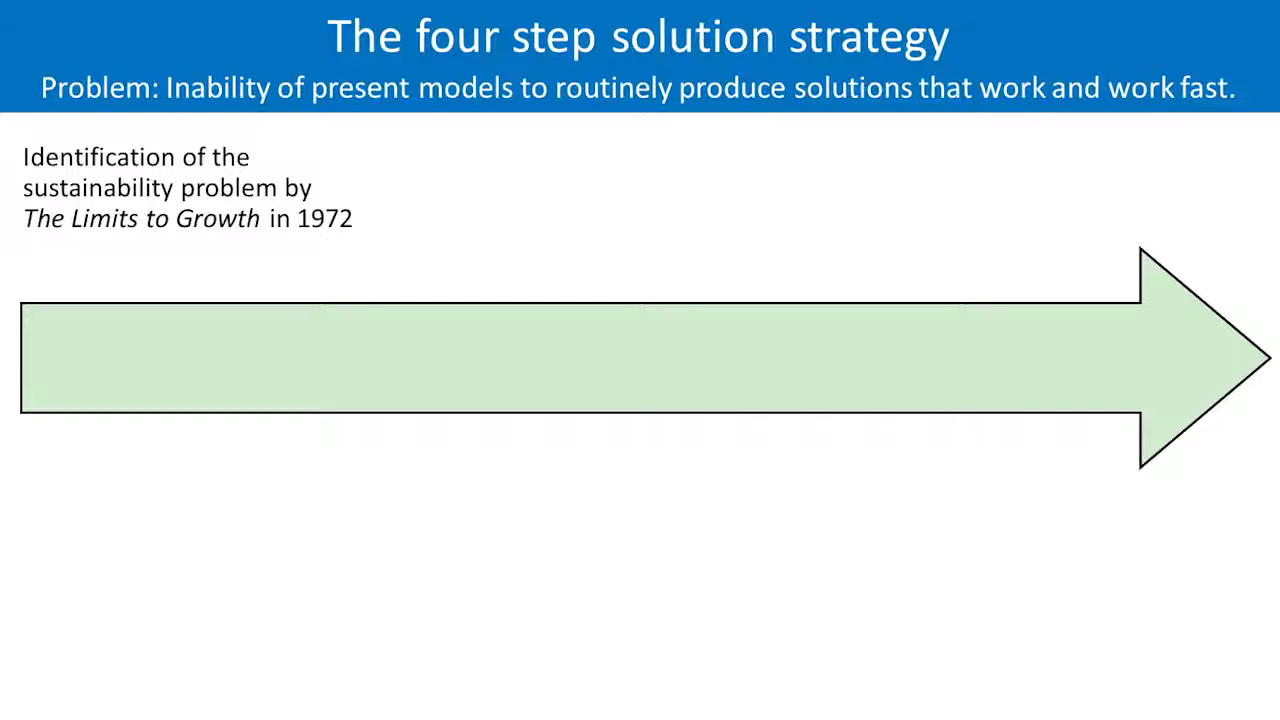 The four step solution strategy
Problem: Inability of present models to routinely produce solutions that work and work fast.
Identification of the
sustainability problem by
The Limits to Growth in 1972